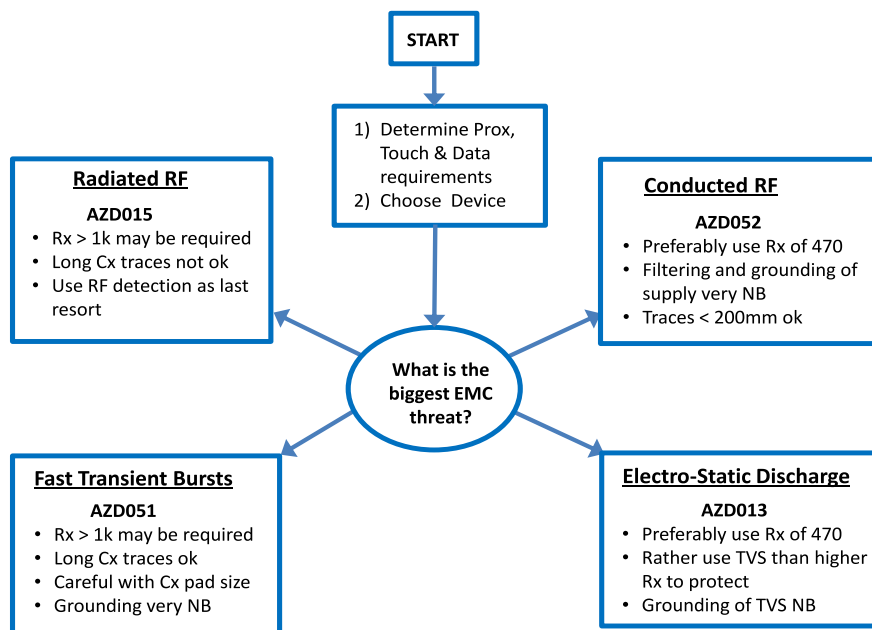 START
1) Determine Prox,
Touch & Data
requirements
2) Choose Device
Radiated RF
AZD015
• Rx > 1k may be required
• Long Cx traces not ok
• Use RF detection as last
resort
Conducted RF
AZD052
• Preferably use Rx of 470
• Filtering and grounding of
supply very NB
• Traces < 200mm ok
What is the
biggest EMC
threat?
Fast Transient Bursts
AZD051
• Rx > 1k may be required
• Long Cx traces ok
• Careful with Cx pad size
• Grounding very NB
Electro-Static Discharge
AZD013
• Preferably use Rx of 470
• Rather use TVS than higher
Rx to protect
• Grounding of TVS NB